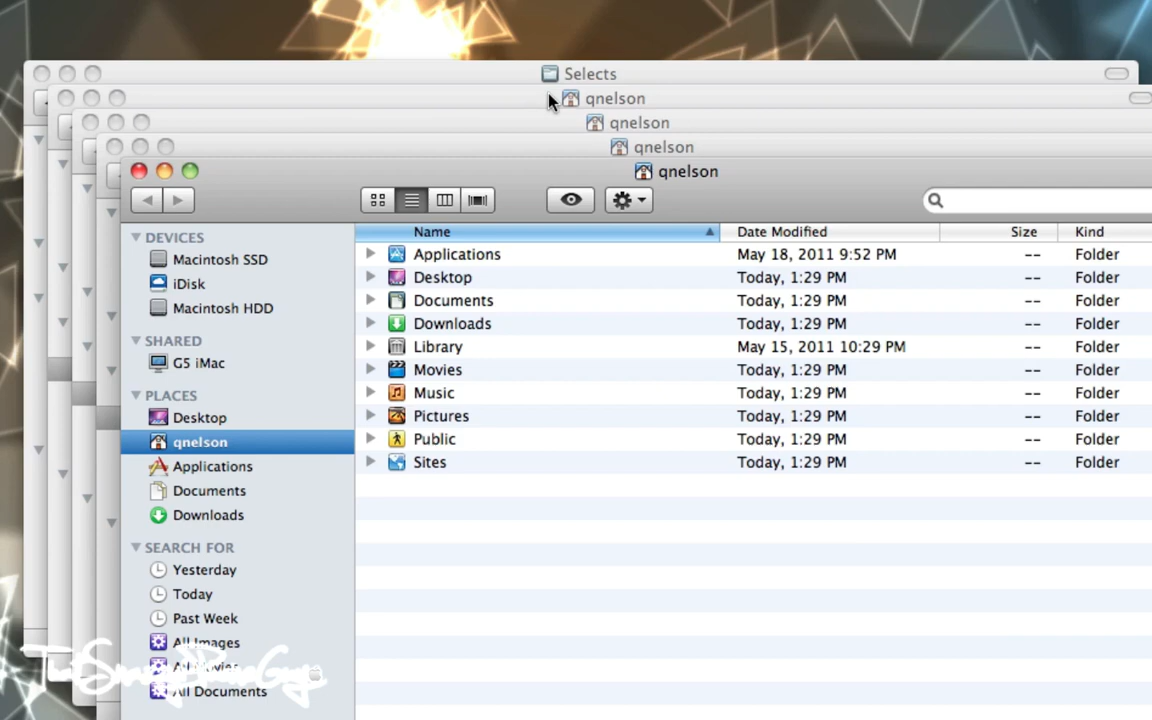 Selects
qnelson
qnelson
qnelson
qnelson
Name Date Modified Size Kind
DEVICES
Macintosh SSD
iDisk
Macintosh HDD
SHARED
G5 iMac
PLACES
Desktop
qnelson
Applications
Documents
Downloads
SEARCH FOR
Yesterday
Today
Past Week
All Images
All Movies
All Documents
Applications May 18, 2011 9:52 PM -- Folder
Desktop Today, 1:29 PM -- Folder
Documents Today, 1:29 PM -- Folder
Downloads Today, 1:29 PM -- Folder
Library May 15, 2011 10:29 PM -- Folder
Movies Today, 1:29 PM -- Folder
Music Today, 1:29 PM -- Folder
Pictures Today, 1:29 PM -- Folder
Public Today, 1:29 PM -- Folder
Sites Today, 1:29 PM -- Folder